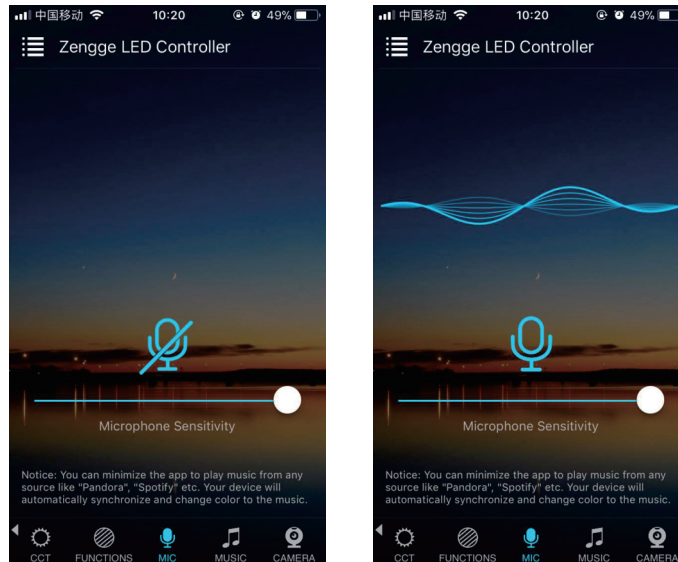 中国移动 10:20 49%
Zengge LED Controller
Microphone Sensitivity
Notice: You can minimize the app to play music from any
source like "Pandora", "Spotify" etc. Your device will
automatically synchronize and change color to the music.
CCT FUNCTIONS MIC MUSIC CAMERA
中国移动 10:20 49%
Zengge LED Controller
Microphone Sensitivity
Notice: You can minimize the app to play music from any
source like "Pandora", "Spotify" etc. Your device will
automatically synchronize and change color to the music.
CCT FUNCTIONS MIC MUSIC CAMERA